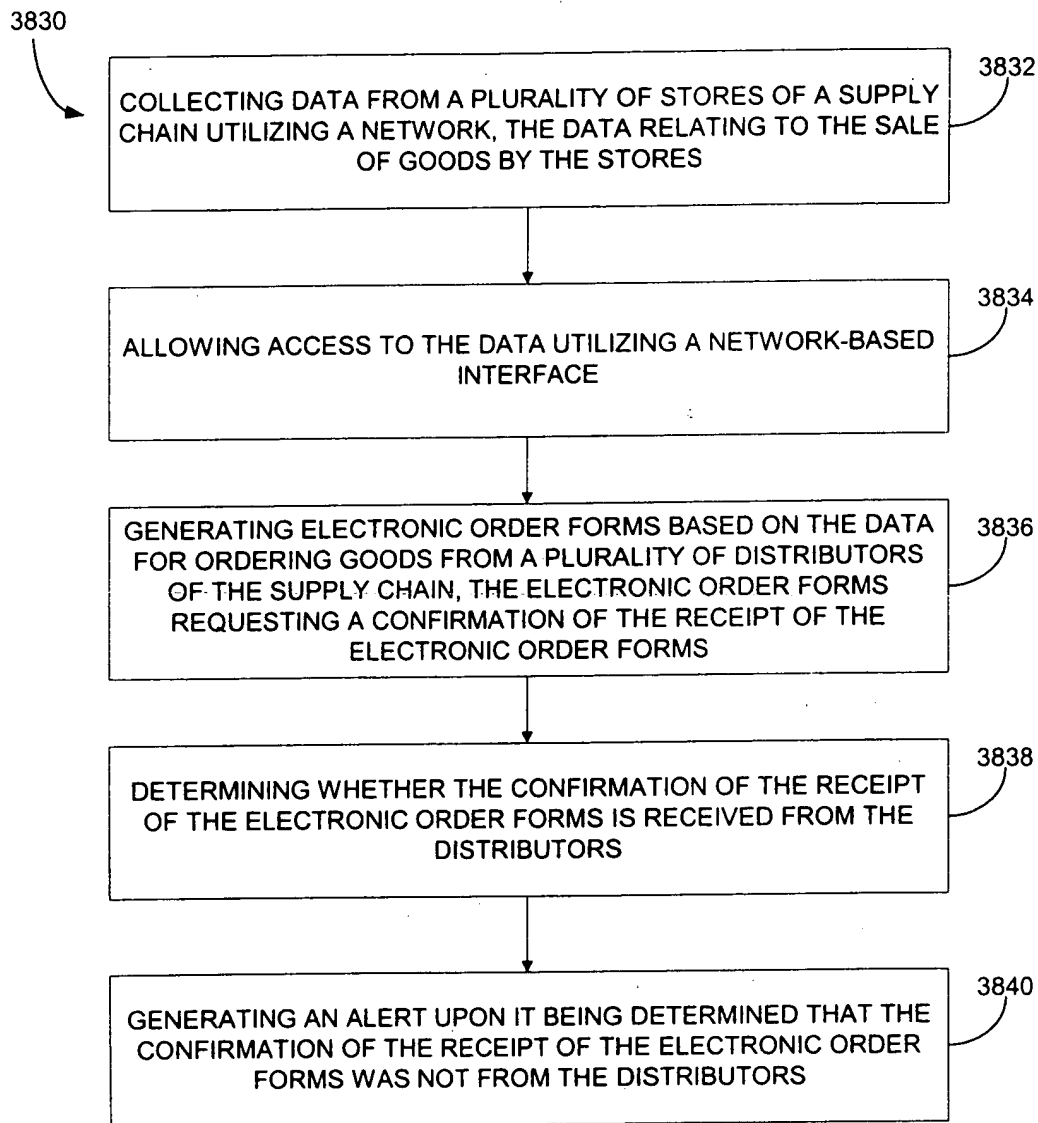 3830
3832
COLLECTING DATA FROM A PLURALITY OF STORES OF A SUPPLY
CHAIN UTILIZING A NETWORK, THE DATA RELATING TO THE SALE
OF GOODS BY THE STORES
3834
ALLOWING ACCESS TO THE DATA UTILIZING A NETWORK-BASED
INTERFACE
3836
GENERATING ELECTRONIC ORDER FORMS BASED ON THE DATA
FOR ORDERING GOODS FROM A PLURALITY OF DISTRIBUTORS
OF THE SUPPLY CHAIN, THE ELECTRONIC ORDER FORMS
REQUESTING A CONFIRMATION OF THE RECEIPT OF THE
ELECTRONIC ORDER FORMS
3838
DETERMINING WHETHER THE CONFIRMATION OF THE RECEIPT
OF THE ELECTRONIC ORDER FORMS IS RECEIVED FROM THE
DISTRIBUTORS
3840
GENERATING AN ALERT UPON IT BEING DETERMINED THAT THE
CONFIRMATION OF THE RECEIPT OF THE ELECTRONIC ORDER
FORMS WAS NOT FROM THE DISTRIBUTORS